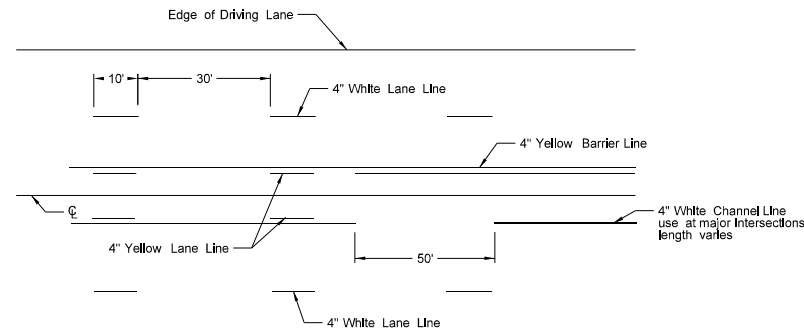 Edge of Driving Lane
10'
30'
4" White Lane Line
4" Yellow Barrier Line
℄
4" White Channel Line
use at major intersections
length varies
4" Yellow Lane Line
50'
4" White Lane Line